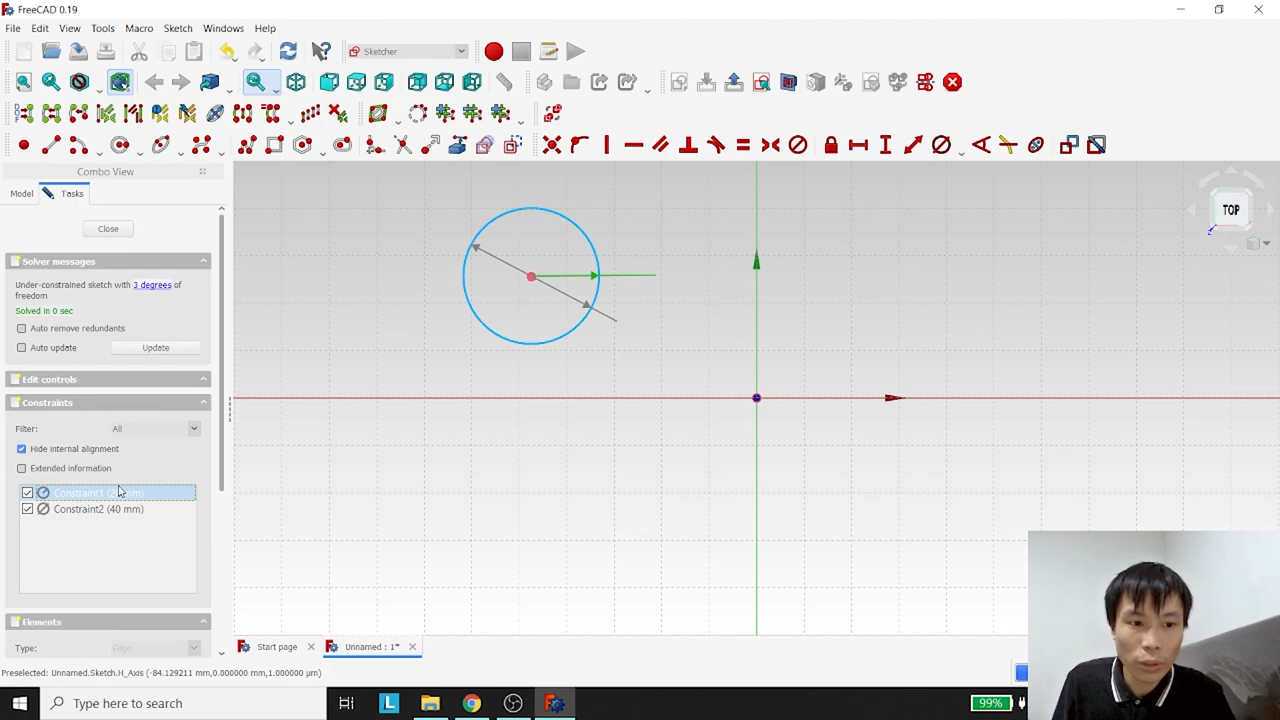 FreeCAD 0.19
File Edit View Tools Macro Sketch Windows Help
Sketcher
Combo View
Model Tasks
Close
Solver messages
Under-constrained sketch with 3 degrees of
freedom
Solved in 0 sec
Auto remove redundants
Auto update Update
Edit controls
Constraints
Filter: All
Hide internal alignment
Extended information
Constraint1
Constraint2 (40 mm)
Elements
Type: Edge
TOP
Start page Unnamed : 1*
Preselected: Unnamed.Sketch.H_Axis (-84.129211 mm,0.000000 mm,1.000000 µm)
Type here to search
L
99%